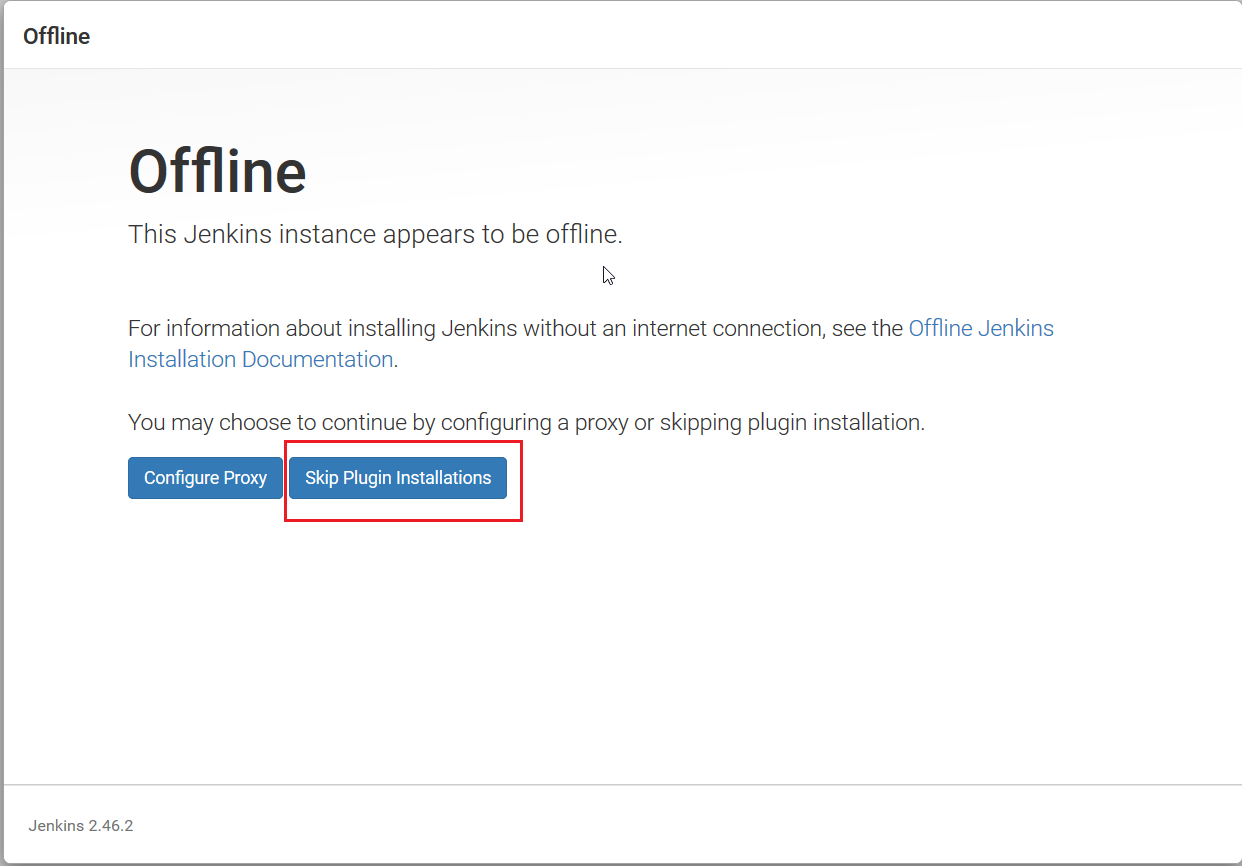 Offline
Offline
This Jenkins instance appears to be offline.
For information about installing Jenkins without an internet connection, see the Offline Jenkins
Installation Documentation.
You may choose to continue by configuring a proxy or skipping plugin installation.
Configure Proxy Skip Plugin Installations
Jenkins 2.46.2